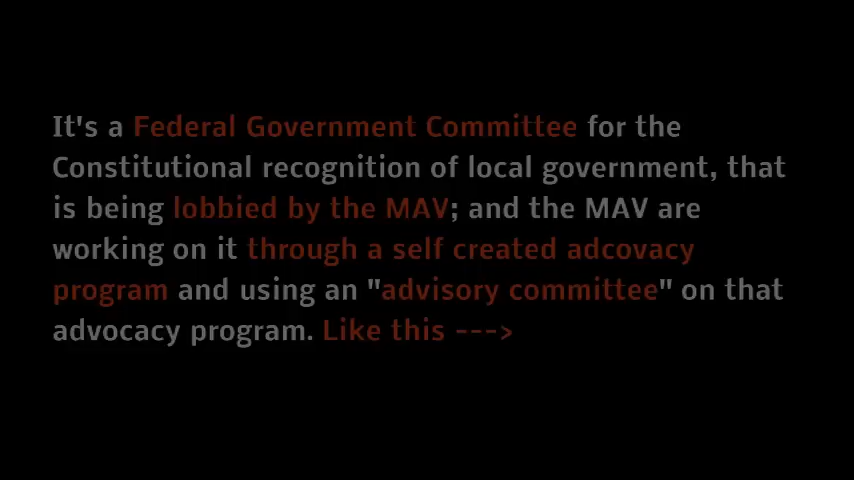 It's a Federal Government Committee for the
Constitutional recognition of local government, that
is being lobbied by the MAV; and the MAV are
working on it through a self created adcovacy
program and using an "advisory committee" on that
advocacy program. Like this --->